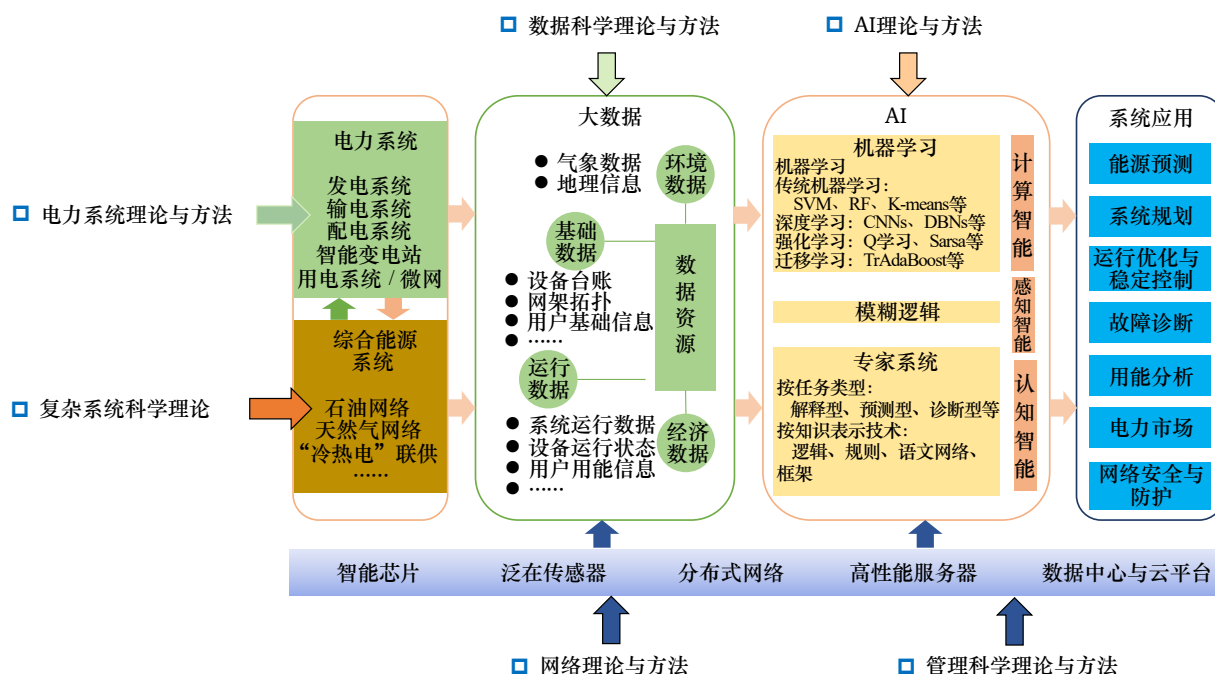 数据科学理论与方法
AI理论与方法
电力系统理论与方法
复杂系统科学理论
电力系统
发电系统
输电系统
配电系统
智能变电站
用电系统 / 微网
综合能源
系统
石油网络
天然气网络
“冷热电”联供
……
大数据
● 气象数据
● 地理信息
环境
数据
基础
数据
● 设备台账
● 网架拓扑
● 用户基础信息
● ……
数
据
资
源
运行
数据
● 系统运行数据
● 设备运行状态
● 用户用能信息
● ……
经济
数据
AI
机器学习
机器学习
传统机器学习：
SVM、RF、K-means等
深度学习：CNNs、DBNs等
强化学习：Q学习、Sarsa等
迁移学习：TrAdaBoost等
模糊逻辑
专家系统
按任务类型：
解释型、预测型、诊断型等
按知识表示技术：
逻辑、规则、语文网络、
框架
计
算
智
能
感
知
智
能
认
知
智
能
系统应用
能源预测
系统规划
运行优化与
稳定控制
故障诊断
用能分析
电力市场
网络安全与
防护
智能芯片
泛在传感器
分布式网络
高性能服务器
数据中心与云平台
网络理论与方法
管理科学理论与方法